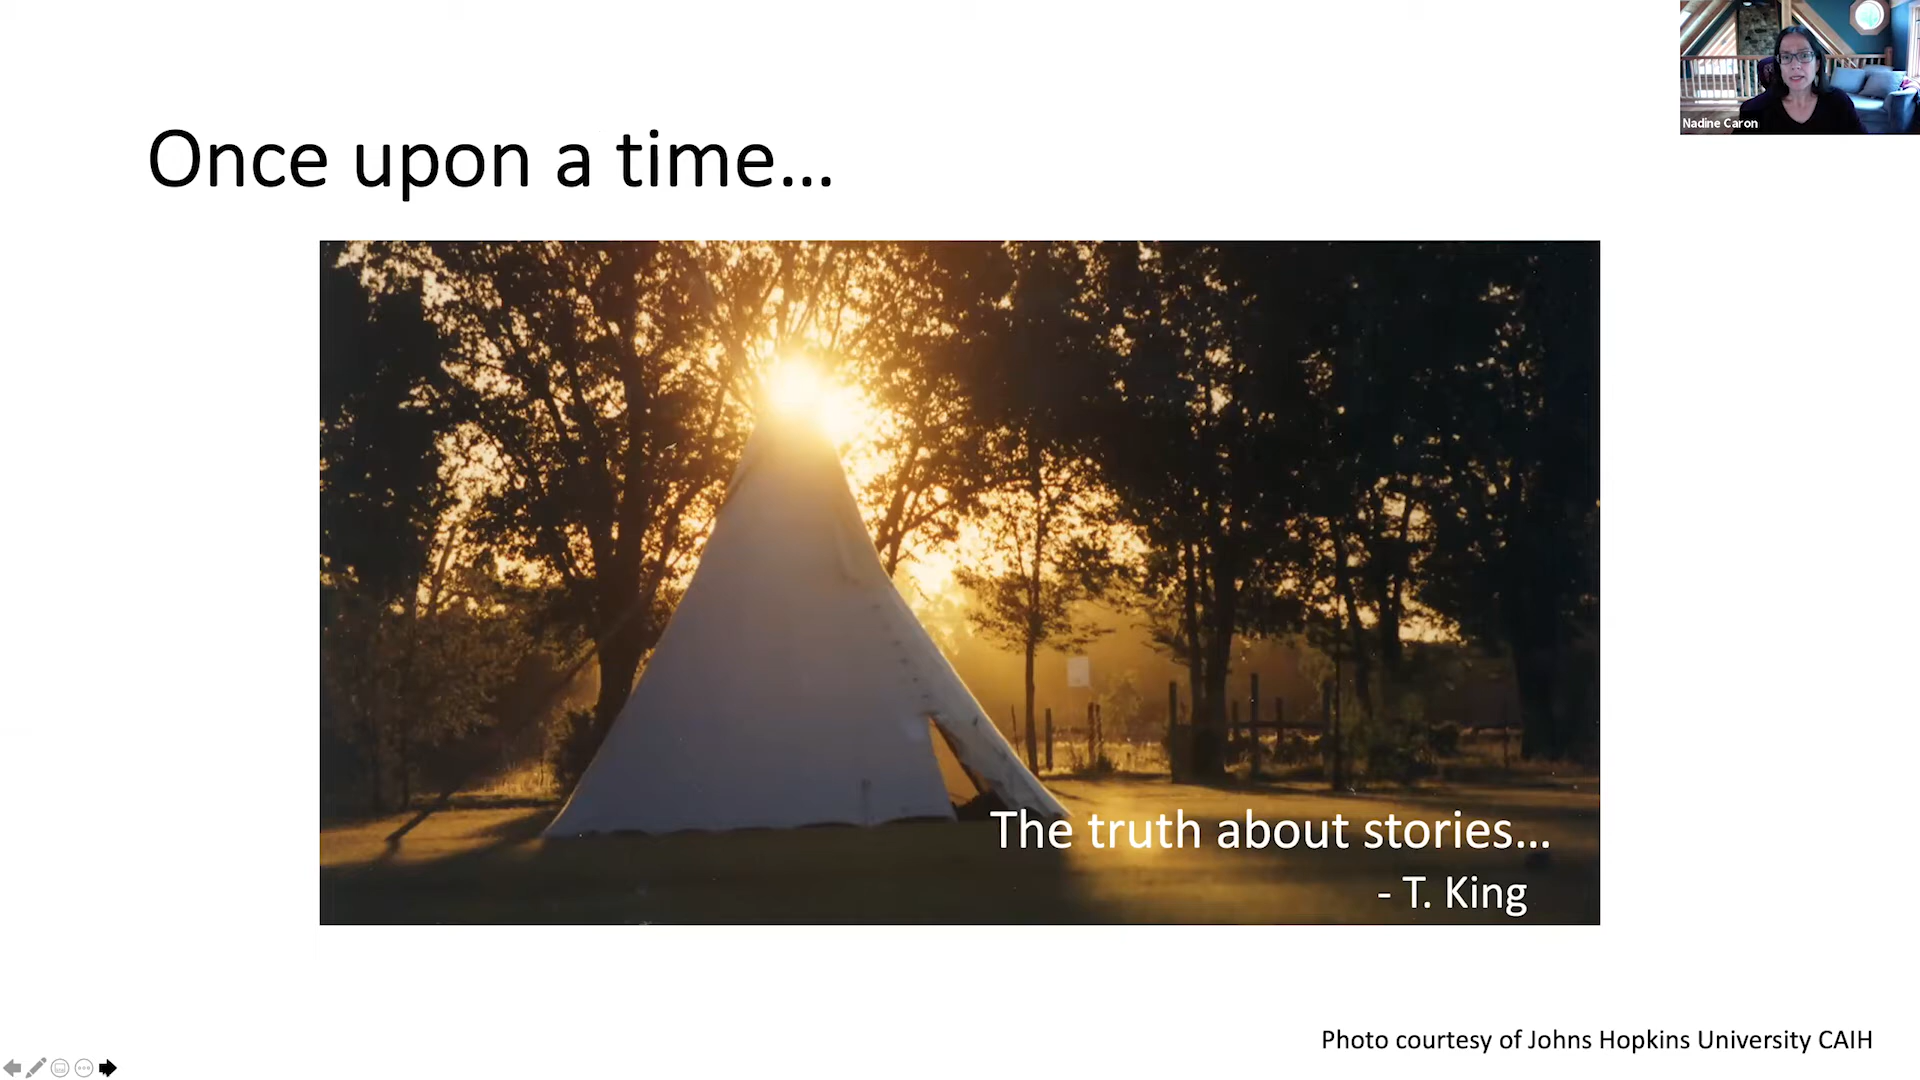 Nadine Caron
Once upon a time...
The truth about stories...
- T. King
Photo courtesy of Johns Hopkins University CAIH